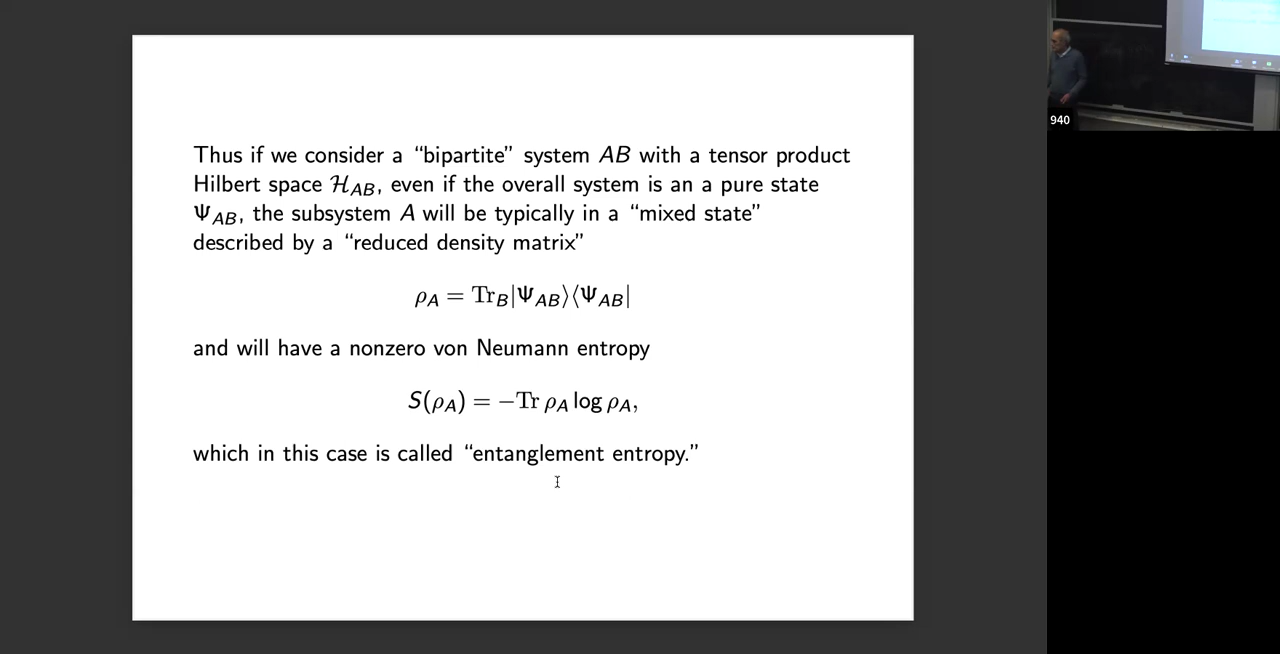 Thus if we consider a “bipartite” system AB with a tensor product
Hilbert space ℋ_AB, even if the overall system is an a pure state
Ψ_AB, the subsystem A will be typically in a “mixed state”
described by a “reduced density matrix”
ρ_A = Tr_B|Ψ_AB⟩⟨Ψ_AB|
and will have a nonzero von Neumann entropy
S(ρ_A) = −Tr ρ_A log ρ_A,
which in this case is called “entanglement entropy.”
940